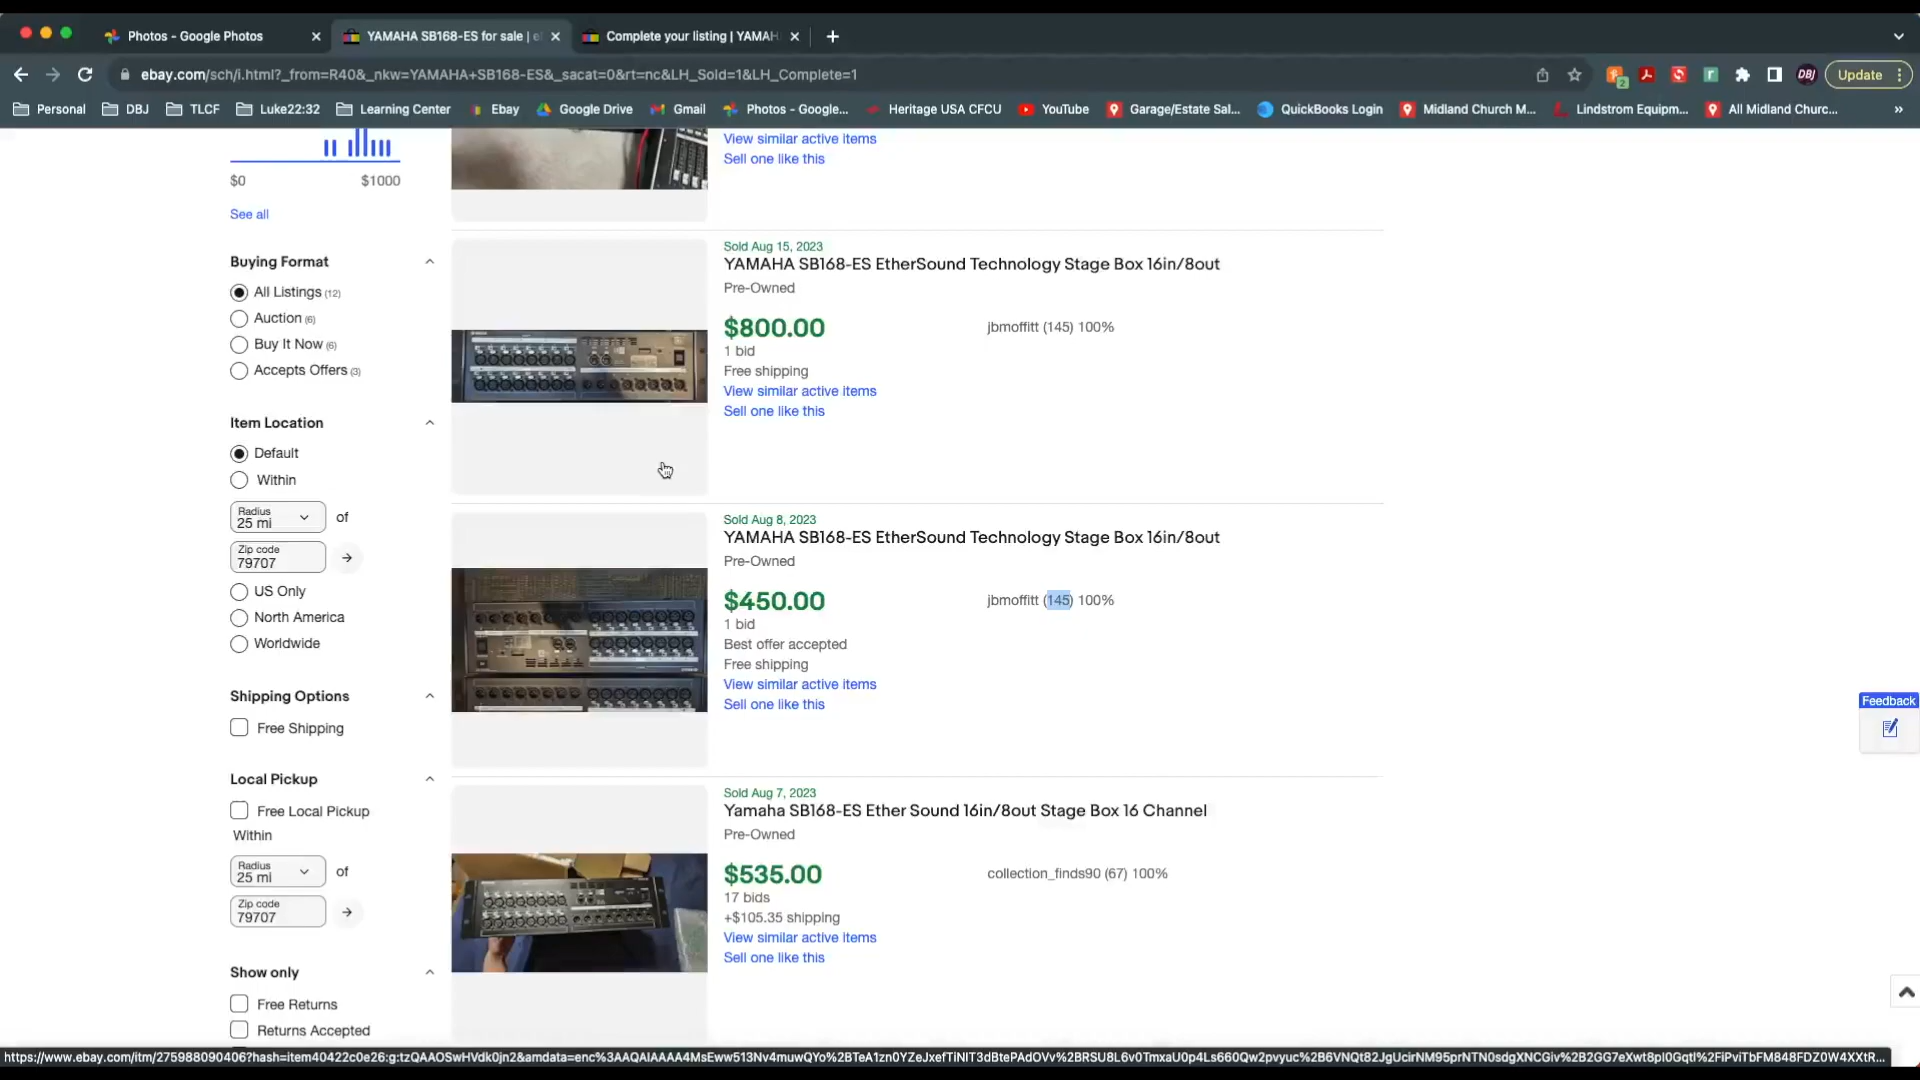 Photos - Google Photos
YAMAHA SB168-ES for sale | e
Complete your listing | YAMAH
ebay.com/sch/i.html?_from=R40&_nkw=YAMAHA+SB168-ES&_sacat=0&rt=nc&LH_Sold=1&LH_Complete=1
2
DBJ
Update
Personal
DBJ
TLCF
Luke22:32
Learning Center
Ebay
Google Drive
Gmail
Photos - Google...
Heritage USA CFCU
YouTube
Garage/Estate Sal...
QuickBooks Login
Midland Church M...
Lindstrom Equipm...
All Midland Churc...
»
$0
$1000
See all
Buying Format
All Listings (12)
Auction (6)
Buy It Now (6)
Accepts Offers (3)
Item Location
Default
Within
Radius
25 mi
of
Zip code
79707
US Only
North America
Worldwide
Shipping Options
Free Shipping
Local Pickup
Free Local Pickup
Within
Radius
25 mi
of
Zip code
79707
Show only
Free Returns
Returns Accepted
View similar active items
Sell one like this
Sold Aug 15, 2023
YAMAHA SB168-ES EtherSound Technology Stage Box 16in/8out
Pre-Owned
$800.00
jbmoffitt (145) 100%
1 bid
Free shipping
View similar active items
Sell one like this
Sold Aug 8, 2023
YAMAHA SB168-ES EtherSound Technology Stage Box 16in/8out
Pre-Owned
$450.00
jbmoffitt (145) 100%
1 bid
Best offer accepted
Free shipping
View similar active items
Sell one like this
Sold Aug 7, 2023
Yamaha SB168-ES Ether Sound 16in/8out Stage Box 16 Channel
Pre-Owned
$535.00
collection_finds90 (67) 100%
17 bids
+$105.35 shipping
View similar active items
Sell one like this
Feedback